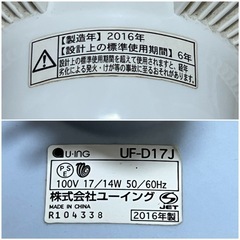 【製造年】2016年
【設計上の標準使用期間】6年
設計上の標準使用期間を超えて使用されますと、経年
劣化による発火・けが等の事故に至るおそれがあります。
U-ING UF-D17J
100V 17/14W 50/60Hz
株式会社ユーイング
MADE IN CHINA
R104338 2016年製
PS E JET